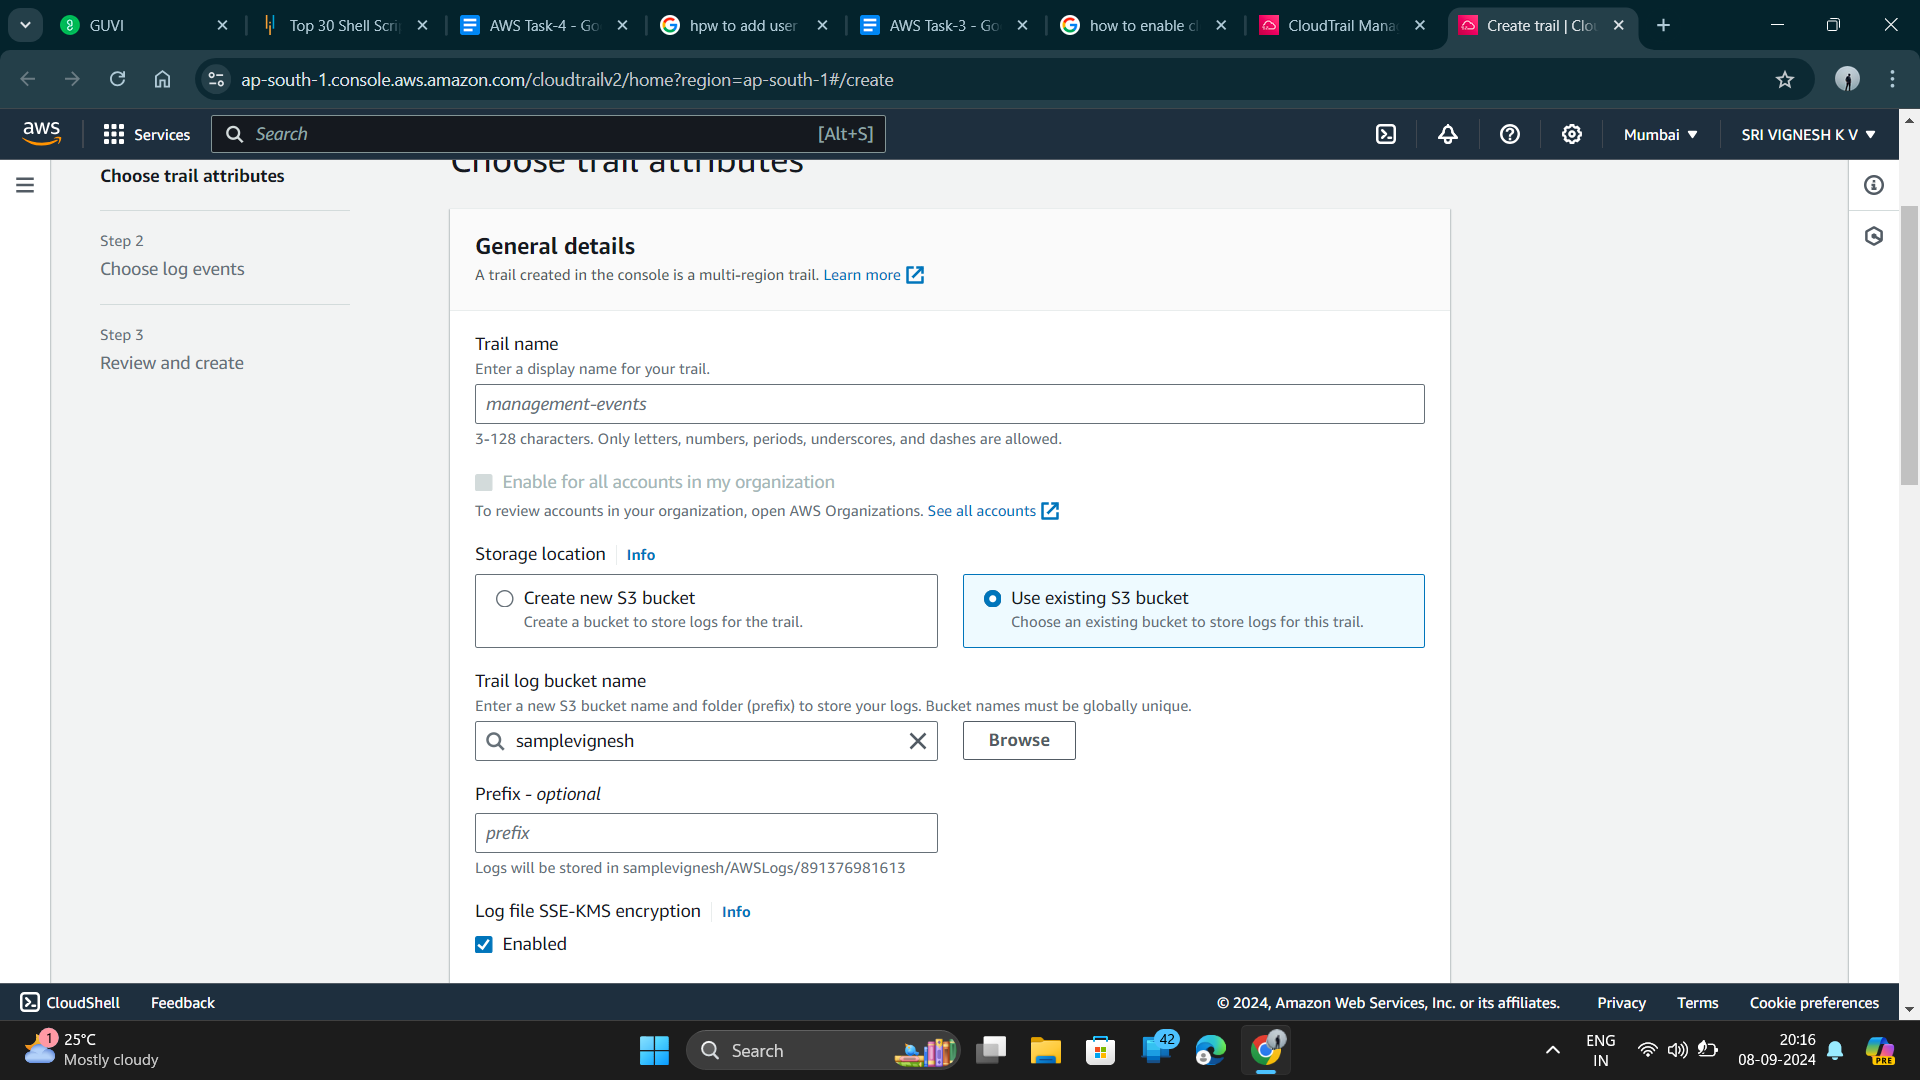 GUVI
Top 30 Shell Scri
AWS Task-4 - Go
hpw to add user
AWS Task-3 - Go
how to enable cl
CloudTrail Mana
Create trail | Clou
ap-south-1.console.aws.amazon.com/cloudtrailv2/home?region=ap-south-1#/create
aws
Services
Search
[Alt+S]
Mumbai
SRI VIGNESH K V
Choose trail attributes
Step 2
Choose log events
Step 3
Review and create
Choose trail attributes
General details
A trail created in the console is a multi-region trail. Learn more
Trail name
Enter a display name for your trail.
management-events
3-128 characters. Only letters, numbers, periods, underscores, and dashes are allowed.
Enable for all accounts in my organization
To review accounts in your organization, open AWS Organizations. See all accounts
Storage location Info
Create new S3 bucket
Create a bucket to store logs for the trail.
Use existing S3 bucket
Choose an existing bucket to store logs for this trail.
Trail log bucket name
Enter a new S3 bucket name and folder (prefix) to store your logs. Bucket names must be globally unique.
samplevignesh
Browse
Prefix - optional
prefix
Logs will be stored in samplevignesh/AWSLogs/891376981613
Log file SSE-KMS encryption Info
Enabled
CloudShell
Feedback
© 2024, Amazon Web Services, Inc. or its affiliates.
Privacy
Terms
Cookie preferences
1
25°C
Mostly cloudy
Search
42
ENG
IN
20:16
08-09-2024
PRE